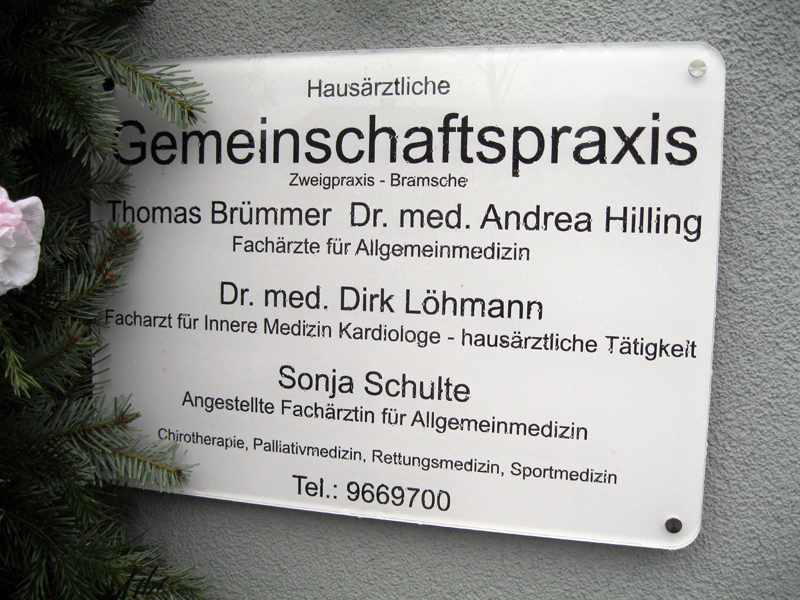 Hausärztliche
Gemeinschaftspraxis
Zweigpraxis - Bramsche
Thomas Brümmer Dr. med. Andrea Hilling
Fachärzte für Allgemeinmedizin
Dr. med. Dirk Löhmann
Facharzt für Innere Medizin Kardiologe - hausärztliche Tätigkeit
Sonja Schulte
Angestellte Fachärztin für Allgemeinmedizin
Chirotherapie, Palliativmedizin, Rettungsmedizin, Sportmedizin
Tel.: 9669700